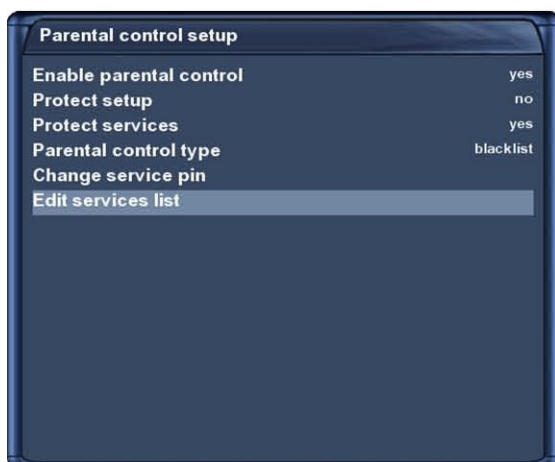 Parental control setup
Enable parental control yes
Protect setup no
Protect services yes
Parental control type blacklist
Change service pin
Edit services list